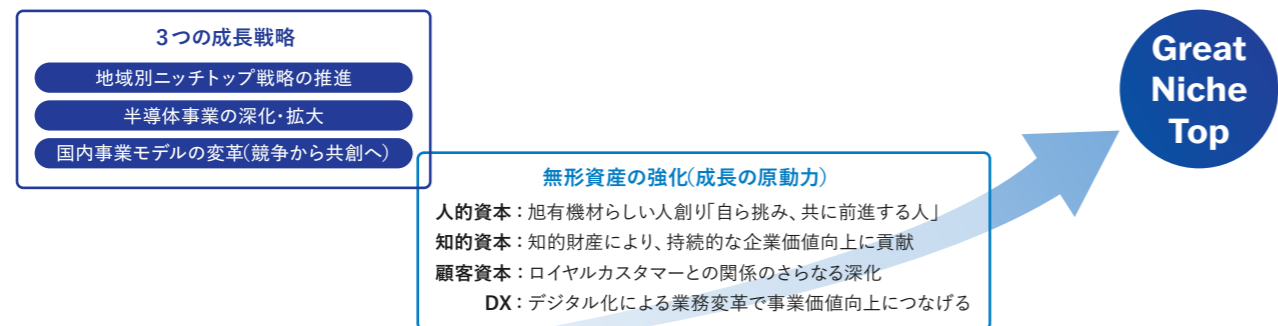 3つの成長戦略
地域別ニッチトップ戦略の推進
半導体事業の深化・拡大
国内事業モデルの変革(競争から共創へ)
無形資産の強化(成長の原動力)
人的資本：旭有機材らしい人創り「自ら挑み、共に前進する人」
知的資本：知的財産により、持続的な企業価値向上に貢献
顧客資本：ロイヤルカスタマーとの関係のさらなる深化
DX：デジタル化による業務変革で事業価値向上につなげる
Great
Niche
Top